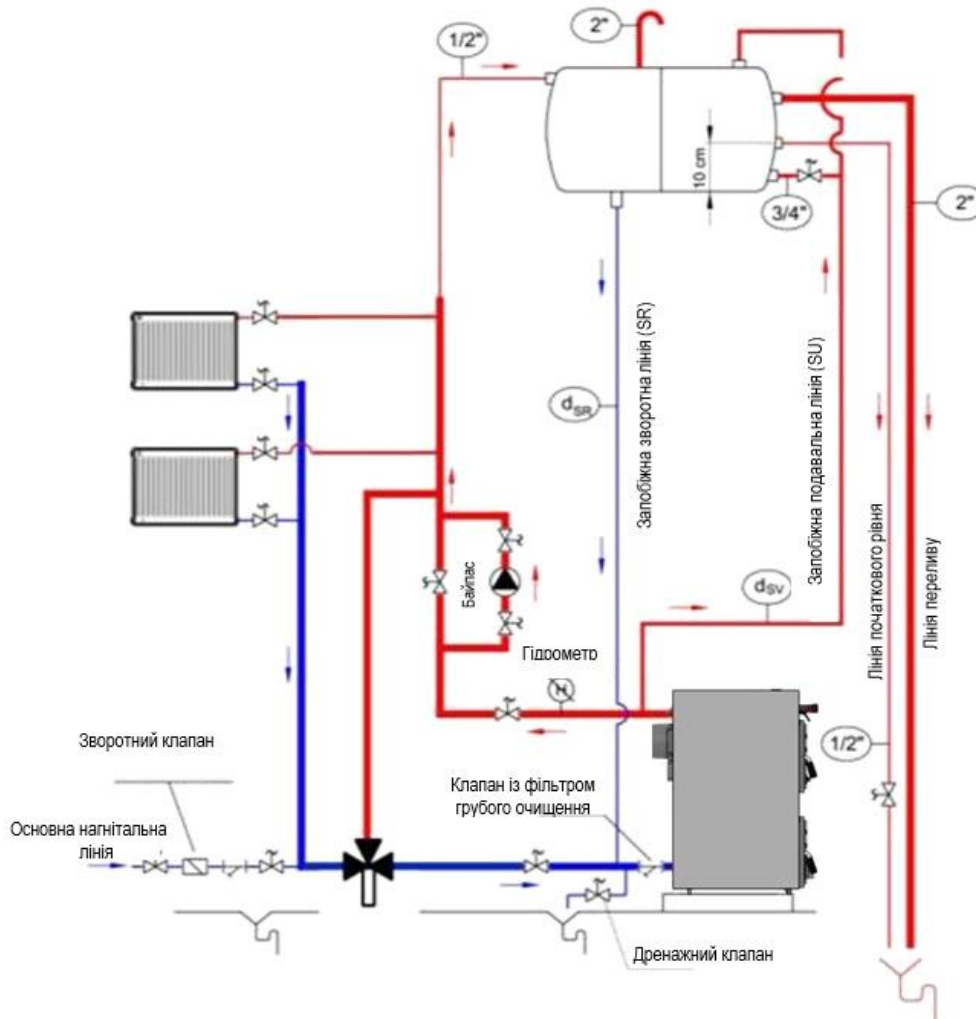 2"
1/2"
10 cm
3/4"
2"
Запобіжна зворотна лінія (SR)
Запобіжна подавальна лінія (SU)
dSR
Лінія початкового рівня
Лінія переливу
Байпас
dSV
Гідрометр
H
1/2"
Зворотний клапан
Клапан із фільтром
грубого очищення
Основна нагнітальна
лінія
Дренажний клапан